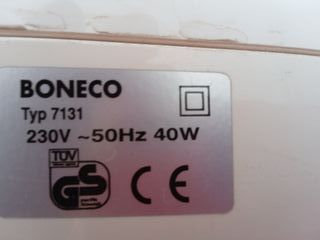 BONECO
Typ 7131
230V ~50Hz 40W
TÜV
GS CE